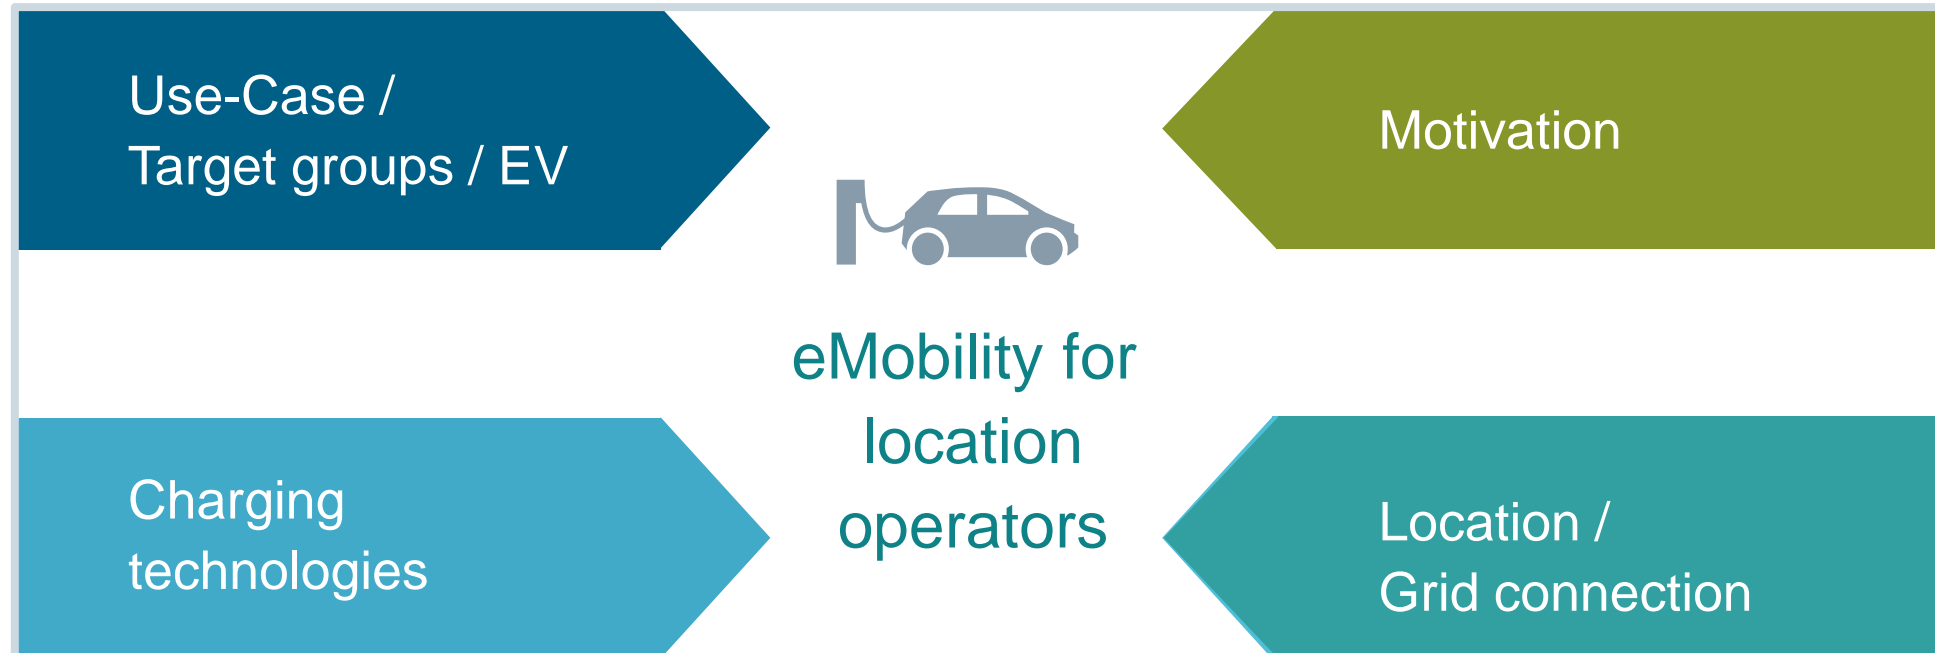 Use-Case /
Target groups / EV
Motivation
eMobility for
location
operators
Charging
technologies
Location /
Grid connection